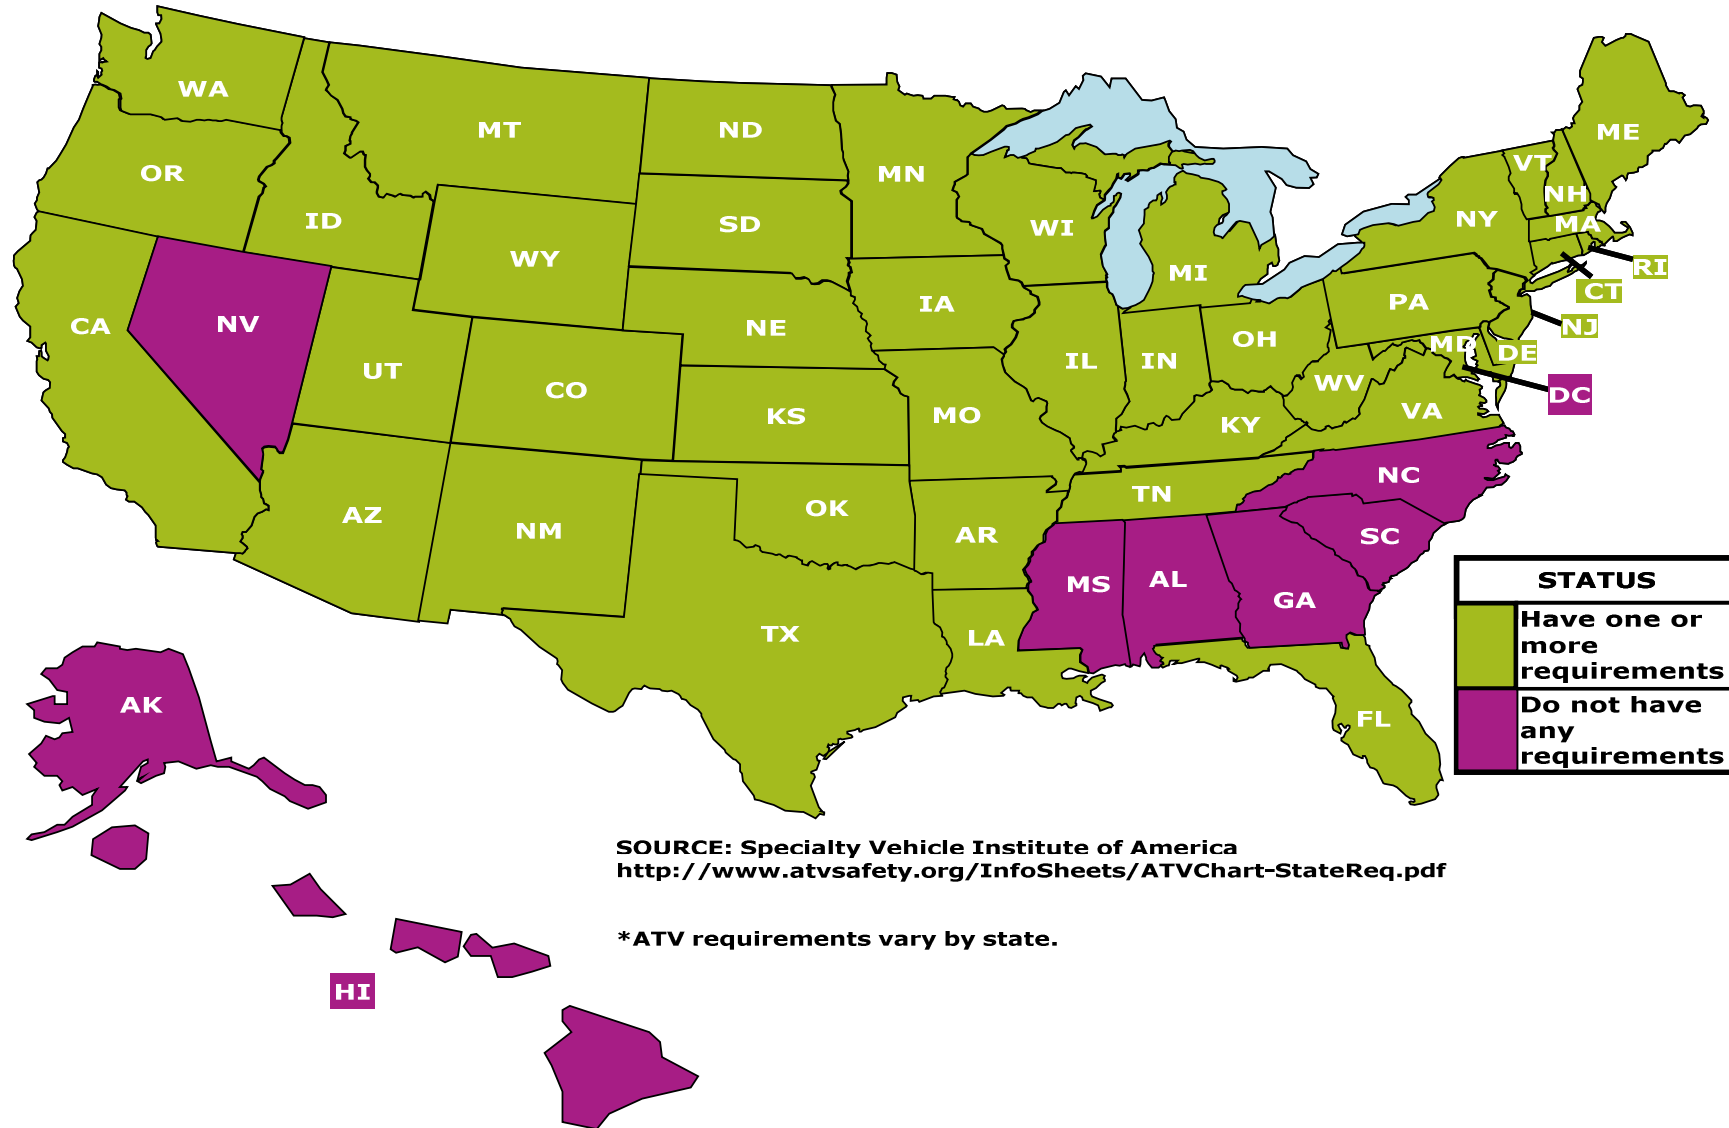 WA
MT
ND
MN
ME
OR
ID
WY
SD
WI
MI
NY
VT
NH
MA
RI
CT
CA
NV
UT
CO
NE
IA
IL
IN
OH
PA
NJ
MD
DE
DC
KS
MO
KY
WV
VA
AZ
NM
OK
AR
TN
NC
SC
MS
AL
GA
TX
LA
FL
AK
HI
STATUS
Have one or
more
requirements
Do not have
any
requirements
SOURCE: Specialty Vehicle Institute of America
http://www.atvsafety.org/InfoSheets/ATVChart-StateReq.pdf
*ATV requirements vary by state.